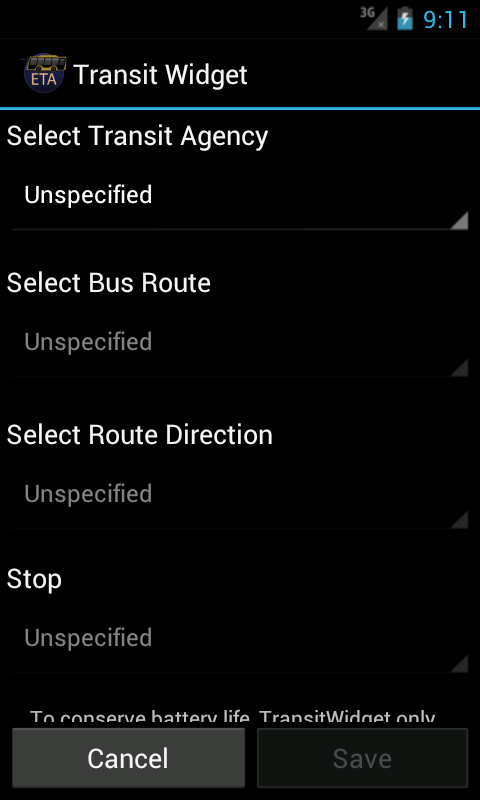 3G 9:11
ETA Transit Widget
Select Transit Agency
Unspecified
Select Bus Route
Unspecified
Select Route Direction
Unspecified
Stop
Unspecified
To conserve battery life, TransitWidget only
Cancel Save